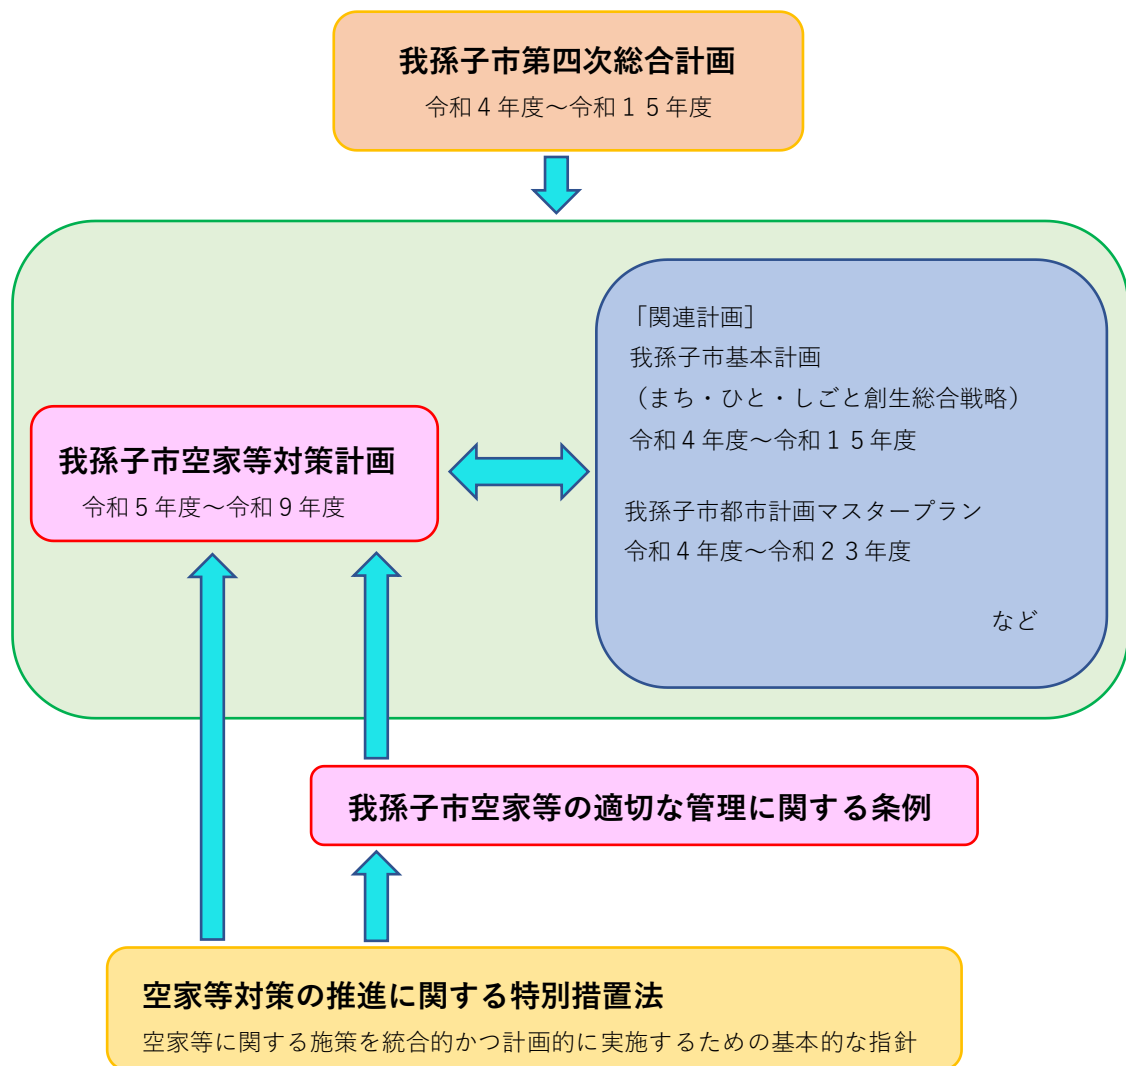 我孫子市第四次総合計画
令和４年度～令和１５年度
「関連計画］
我孫子市基本計画
（まち・ひと・しごと創生総合戦略）
令和４年度～令和１５年度
我孫子市空家等対策計画
令和５年度～令和９年度
我孫子市都市計画マスタープラン
令和４年度～令和２３年度
など
我孫子市空家等の適切な管理に関する条例
空家等対策の推進に関する特別措置法
空家等に関する施策を統合的かつ計画的に実施するための基本的な指針